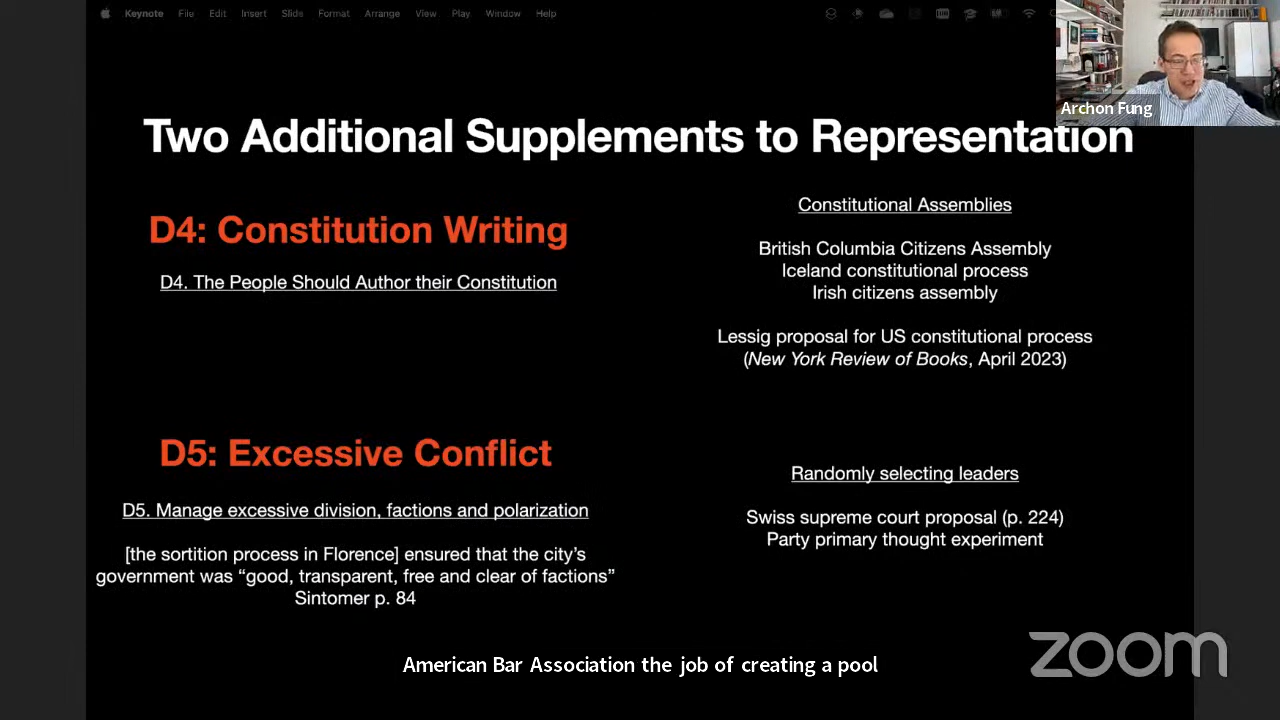 Keynote File Edit Insert Slide Format Arrange View Play Window Help
Archon Fung
Two Additional Supplements to Representation
D4: Constitution Writing
D4. The People Should Author their Constitution
Constitutional Assemblies
British Columbia Citizens Assembly
Iceland constitutional process
Irish citizens assembly
Lessig proposal for US constitutional process
(New York Review of Books, April 2023)
D5: Excessive Conflict
D5. Manage excessive division, factions and polarization
[the sortition process in Florence] ensured that the city’s
government was “good, transparent, free and clear of factions”
Sintomer p. 84
Randomly selecting leaders
Swiss supreme court proposal (p. 224)
Party primary thought experiment
American Bar Association the job of creating a pool
zoom